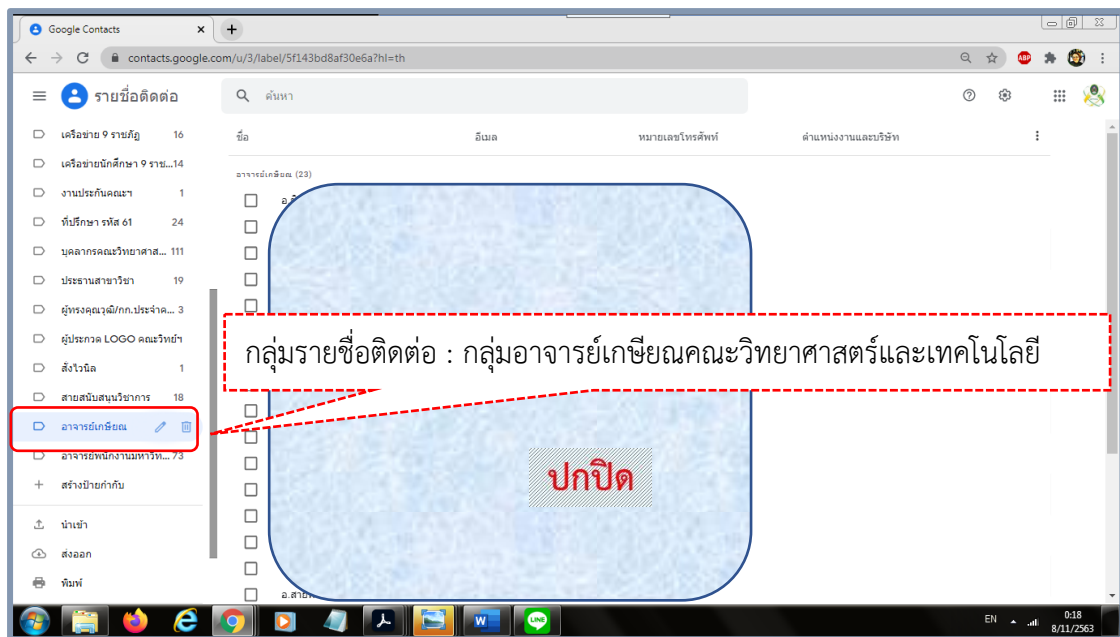 Google Contacts
contacts.google.com/u/3/label/5f143bd8af30e6a?hl=th
ABP
รายชื่อติดต่อ
ค้นหา
เครือข่าย 9 ราชภัฏ 16
เครือข่ายนักศึกษา 9 ราช...14
งานประกันคณะฯ 1
ที่ปรึกษา รหัส 61 24
บุคลากรคณะวิทยาศาส... 111
ประธานสาขาวิชา 19
ผู้ทรงคุณวุฒิ/กก.ประจำค... 3
ผู้ประกวด LOGO คณะวิทย์ฯ
สั่งไวนิล 1
สายสนับสนุนวิชาการ 18
อาจารย์เกษียณ
อาจารย์พนักงานมหาวิท... 73
สร้างป้ายกำกับ
นำเข้า
ส่งออก
พิมพ์
ชื่อ อีเมล หมายเลขโทรศัพท์ ตำแหน่งงานและบริษัท
อาจารย์เกษียณ (23)
กลุ่มรายชื่อติดต่อ : กลุ่มอาจารย์เกษียณคณะวิทยาศาสตร์และเทคโนโลยี
ปกปิด
LINE
EN
0:18
8/11/2563